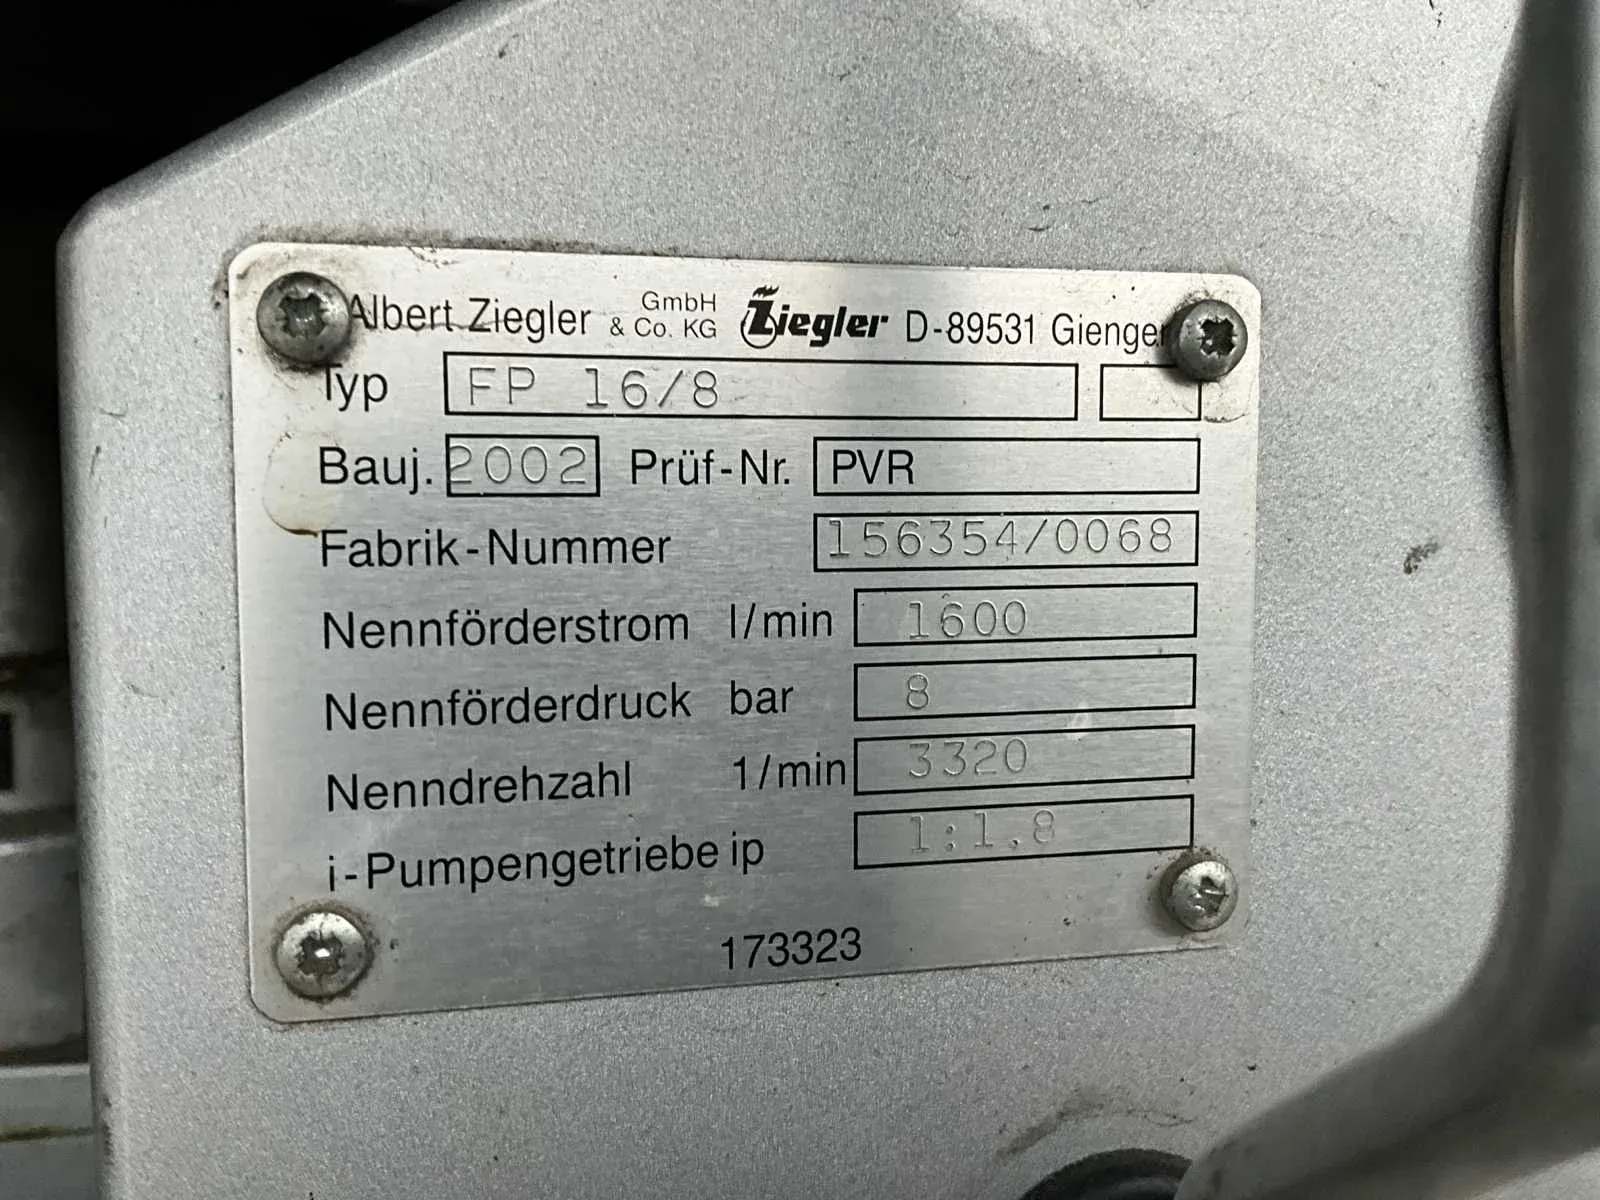 Albert Ziegler GmbH & Co. KG Ziegler D-89531 Giengen
Typ FP 16/8
Bauj. 2002 Prüf-Nr. PVR
Fabrik-Nummer 156354/0068
Nennförderstrom l/min 1600
Nennförderdruck bar 8
Nenndrehzahl 1/min 3320
i-Pumpengetriebe ip 1:1,8
173323